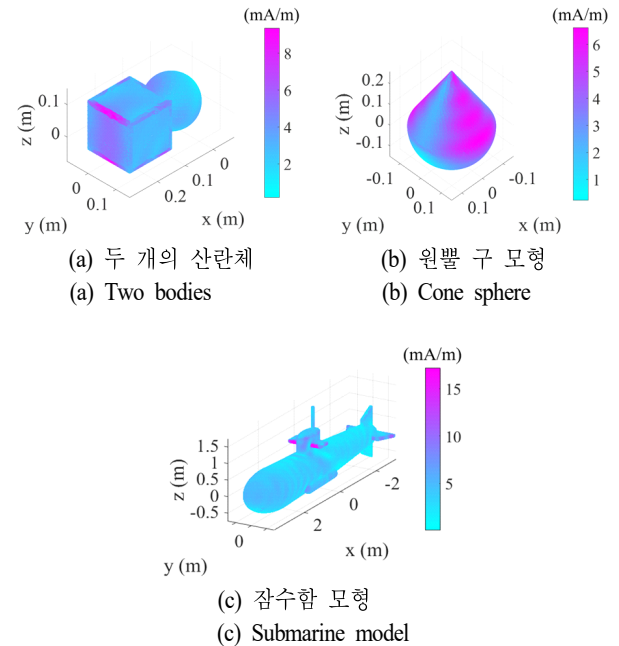 (mA/m)
8
6
4
2
0.1
0
z (m)
0
0.1
y (m)
0
0.1
0.2
x (m)
(mA/m)
6
5
4
3
2
1
0.2
0.1
0
-0.1
z (m)
-0.1
0
0.1
y (m)
-0.1
0
0.1
x (m)
(a) 두 개의 산란체
(a) Two bodies
(b) 원뿔 구 모형
(b) Cone sphere
(mA/m)
15
10
5
1.5
1
0.5
0
-0.5
z (m)
0
y (m)
-2
0
2
x (m)
(c) 잠수함 모형
(c) Submarine model